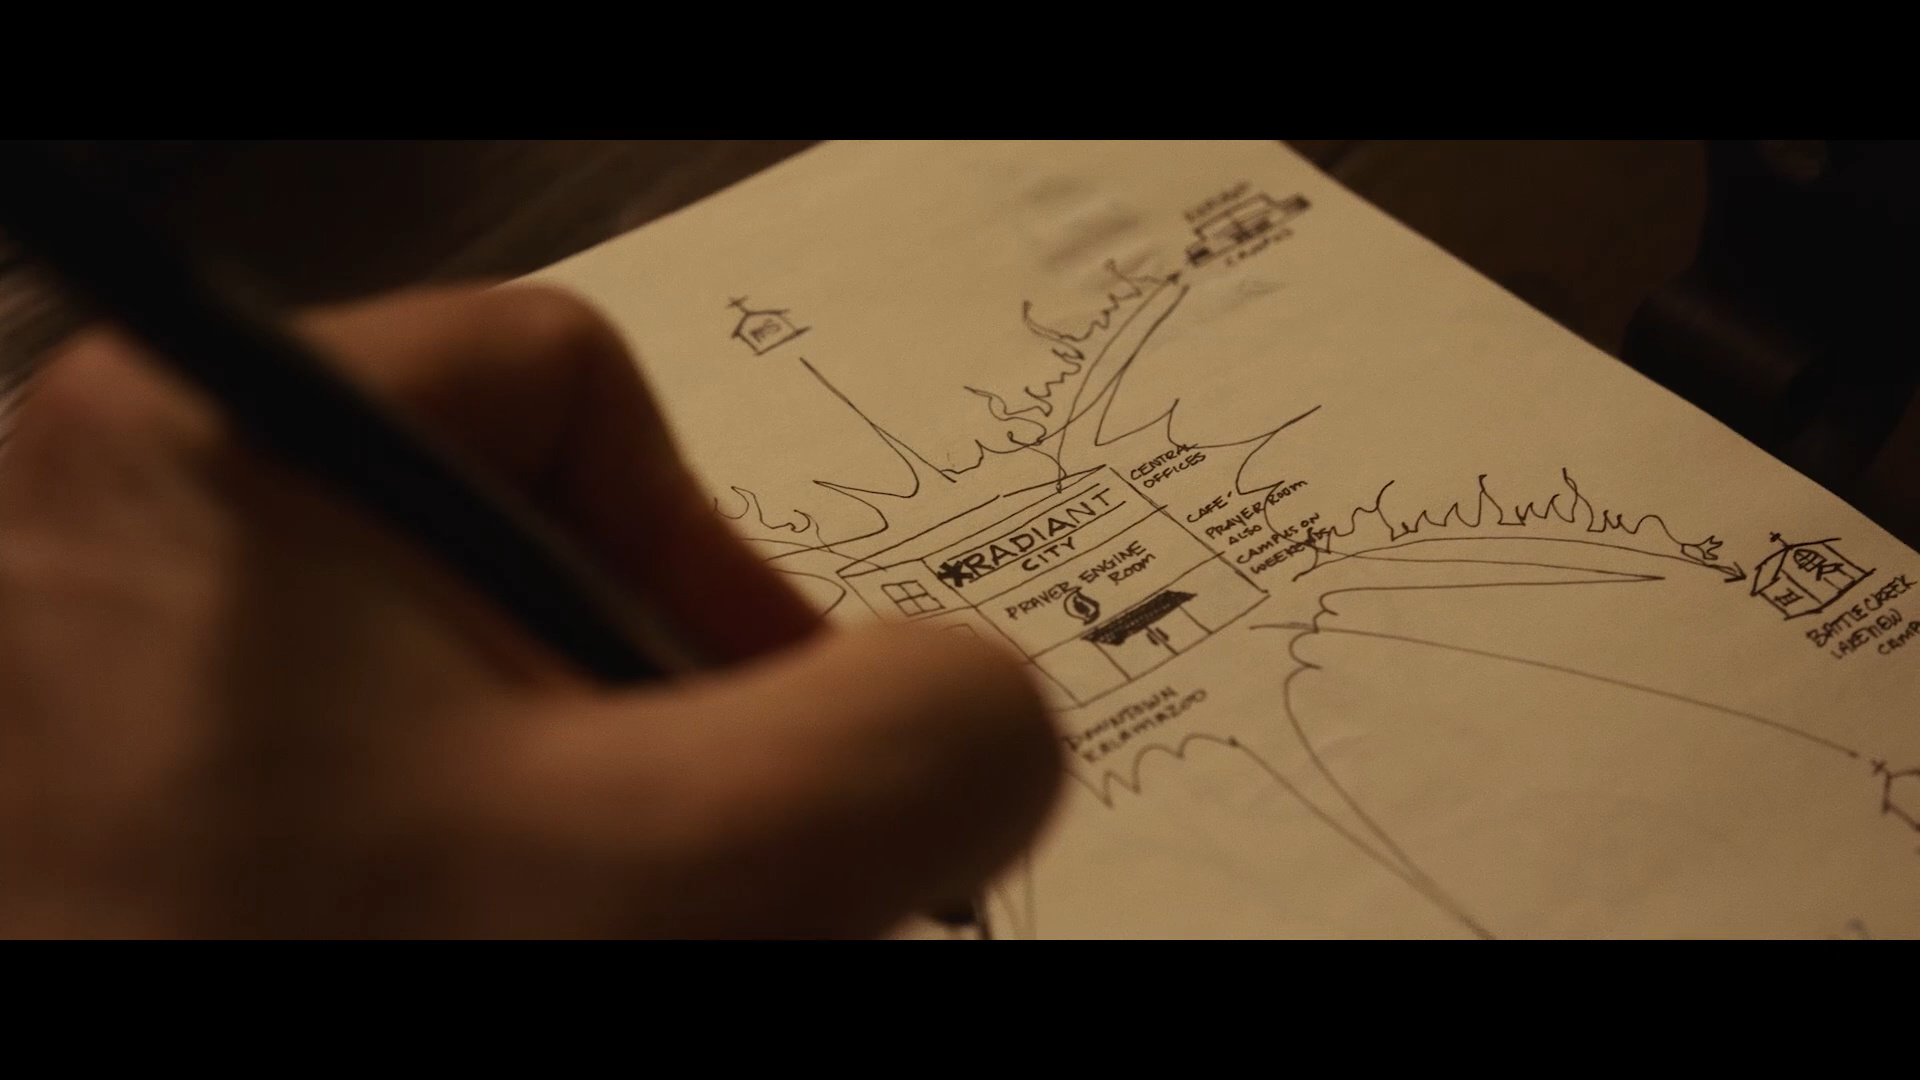 CAMPUS
MS
CENTRAL
OFFICES
RADIANT
CITY
PRAYER ENGINE
ROOM
CAFE'
PRAYER ROOM
ALSO
CAMPUS ON
WEEKENDS
DOWNTOWN
KALAMAZOO
BATTLE CREEK
LAKEVIEW